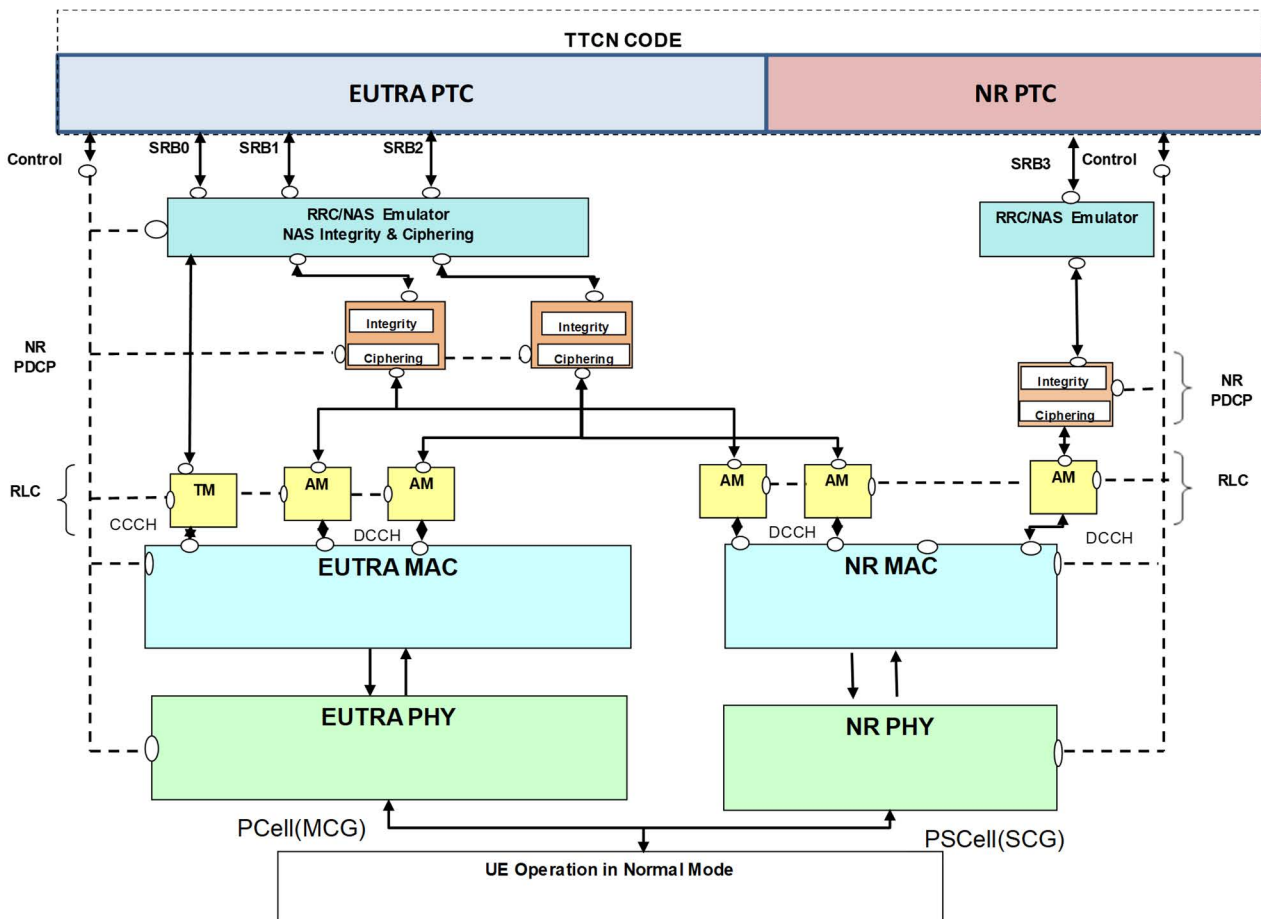 TTCN CODE
EUTRA PTC
NR PTC
Control
SRB0
SRB1
SRB2
SRB3
Control
RRC/NAS Emulator
NAS Integrity & Ciphering
RRC/NAS Emulator
Integrity
Ciphering
Integrity
Ciphering
NR
PDCP
Integrity
Ciphering
NR
PDCP
RLC
TM
AM
AM
AM
AM
AM
RLC
CCCH
DCCH
DCCH
DCCH
EUTRA MAC
NR MAC
EUTRA PHY
NR PHY
PCell(MCG)
PSCell(SCG)
UE Operation in Normal Mode